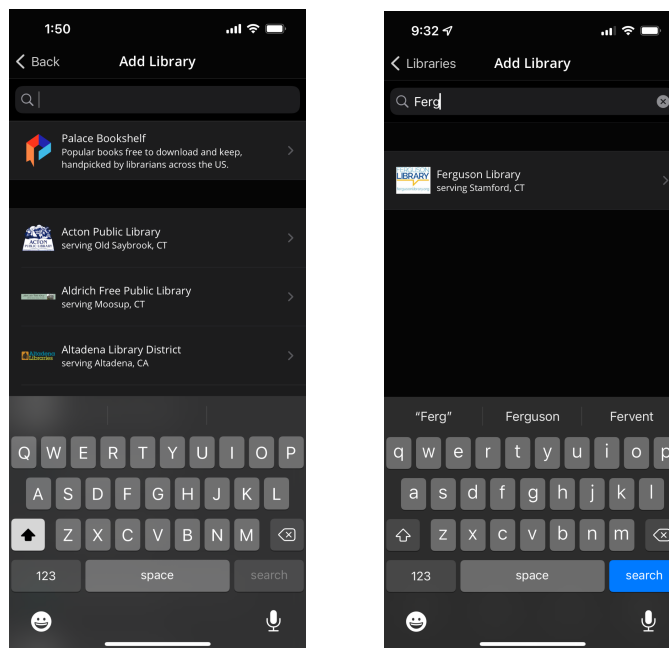 1:50
Back
Add Library
Palace Bookshelf
Popular books free to download and keep,
handpicked by librarians across the US.
ACTON
Acton Public Library
serving Old Saybrook, CT
Aldrich Free Public Library
serving Moosup, CT
Altadena
Libraries
Altadena Library District
serving Altadena, CA
Q W E R T Y U I O P
A S D F G H J K L
Z X C V B N M
123
space
search
9:32
Libraries
Add Library
Ferg
LIBRARY
Ferguson Library
serving Stamford, CT
“Ferg”
Ferguson
Fervent
q w e r t y u i o p
a s d f g h j k l
z x c v b n m
123
space
search